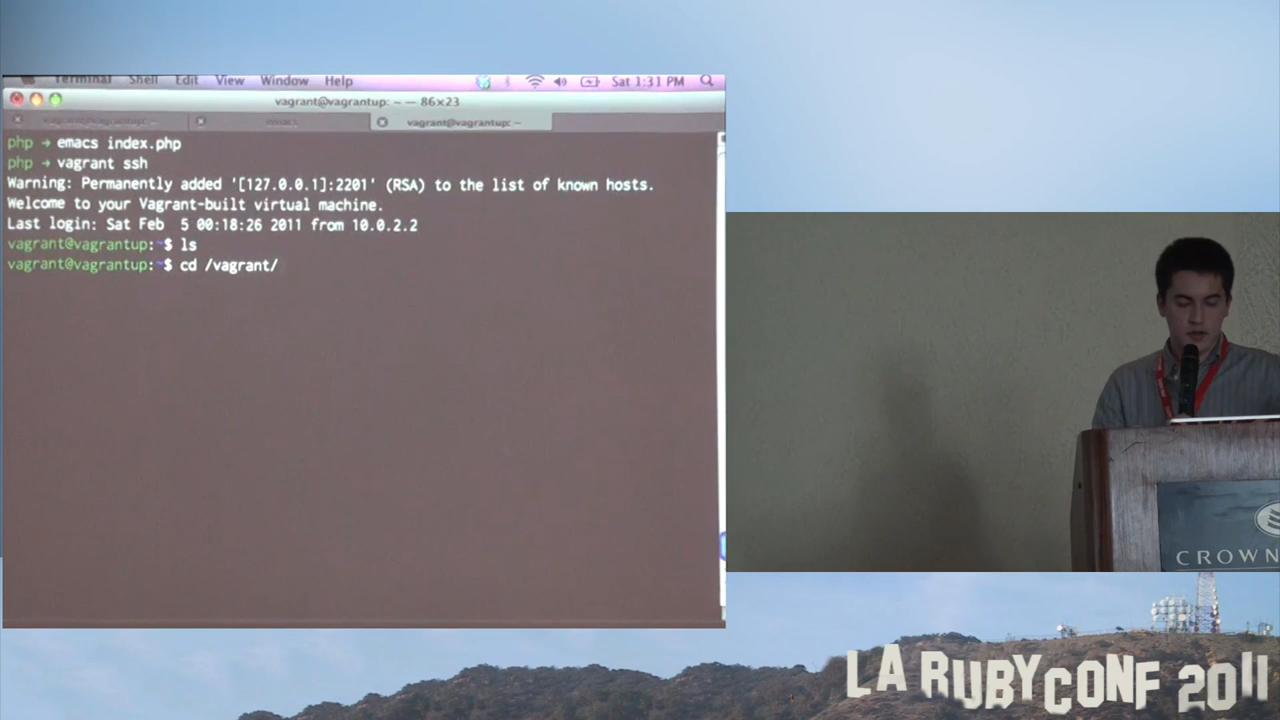 Terminal Shell Edit View Window Help Sat 1:31 PM
vagrant@vagrantup: ~ — 86×23
vagrant@vagrantup: ~ emacs vagrant@vagrantup: ~
php → emacs index.php
php → vagrant ssh
Warning: Permanently added '[127.0.0.1]:2201' (RSA) to the list of known hosts.
Welcome to your Vagrant-built virtual machine.
Last login: Sat Feb  5 00:18:26 2011 from 10.0.2.2
vagrant@vagrantup:~$ ls
vagrant@vagrantup:~$ cd /vagrant/
CROWN
LA RUBYCONF 2011